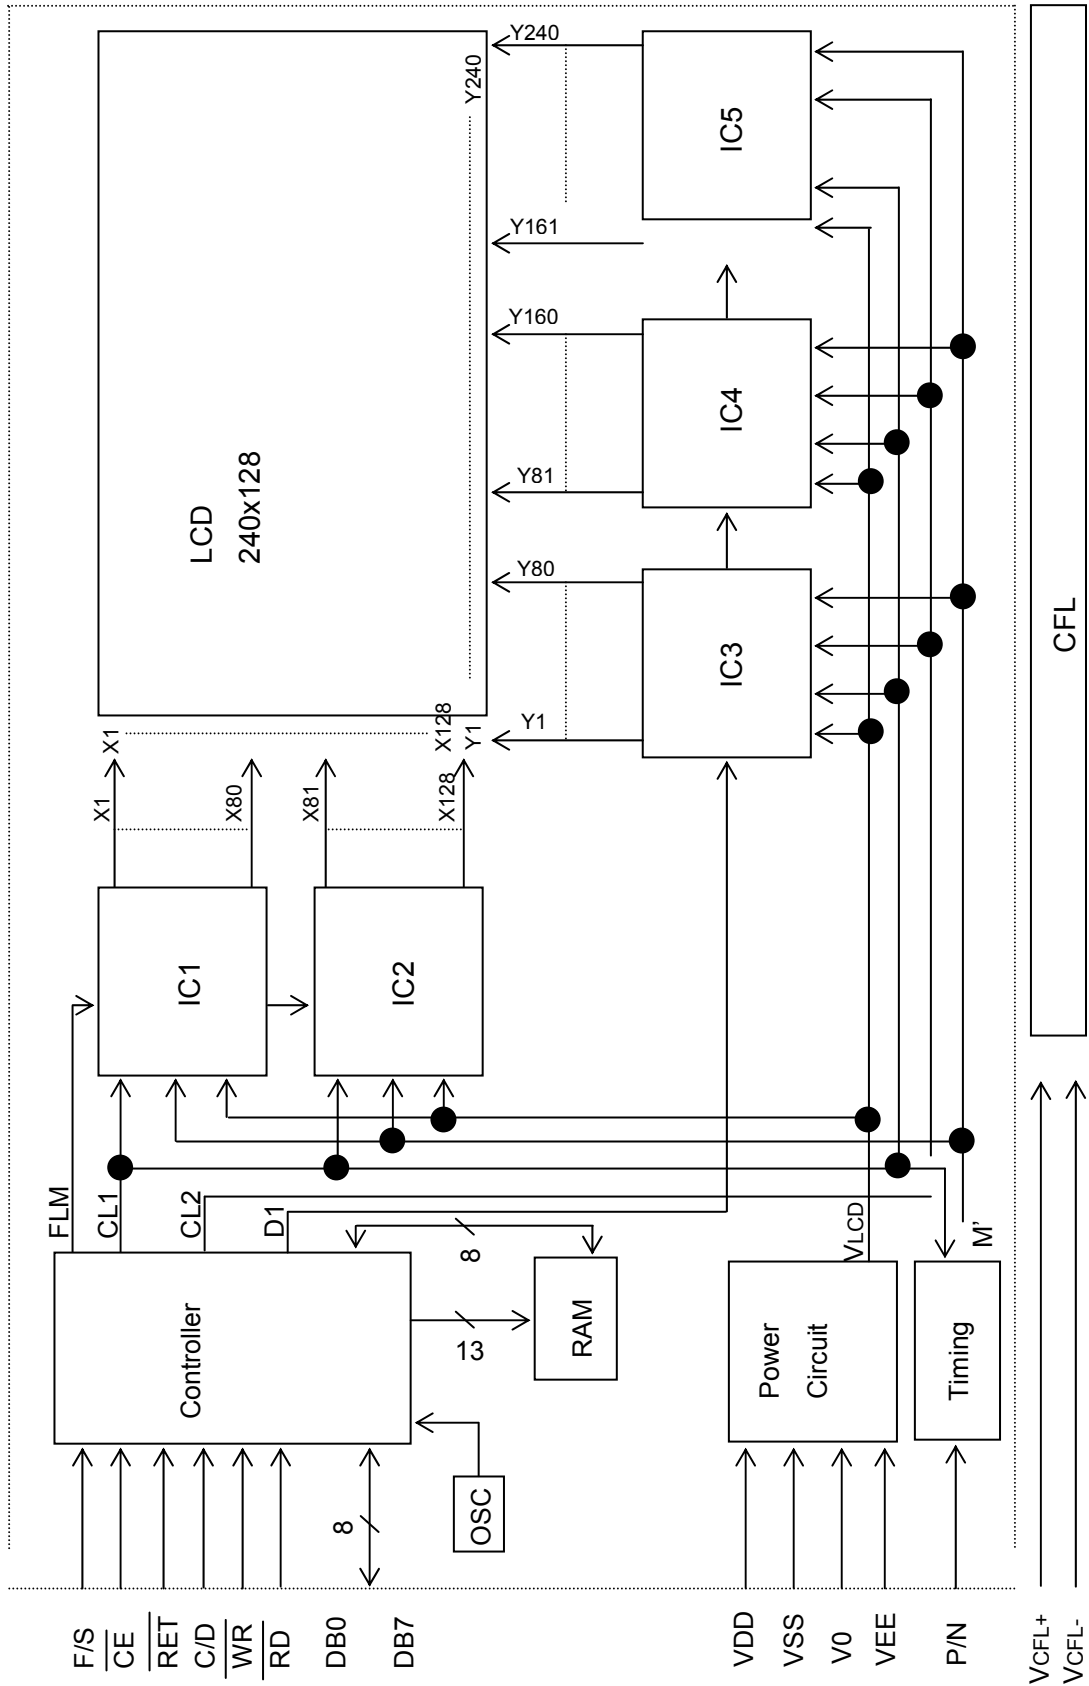 F/S
CE
RET
C/D
WR
RD
DB0
DB7
VDD
VSS
V0
VEE
P/N
VCFL+
VCFL-
8
OSC
Controller
13
RAM
8
Power
Circuit
Timing
FLM
CL1
CL2
D1
VLCD
M'
IC1
IC2
X1
X80
X81
X128
X1
X128
Y1
Y240
LCD
240x128
Y1
Y80
Y81
Y160
Y161
Y240
IC3
IC4
IC5
CFL